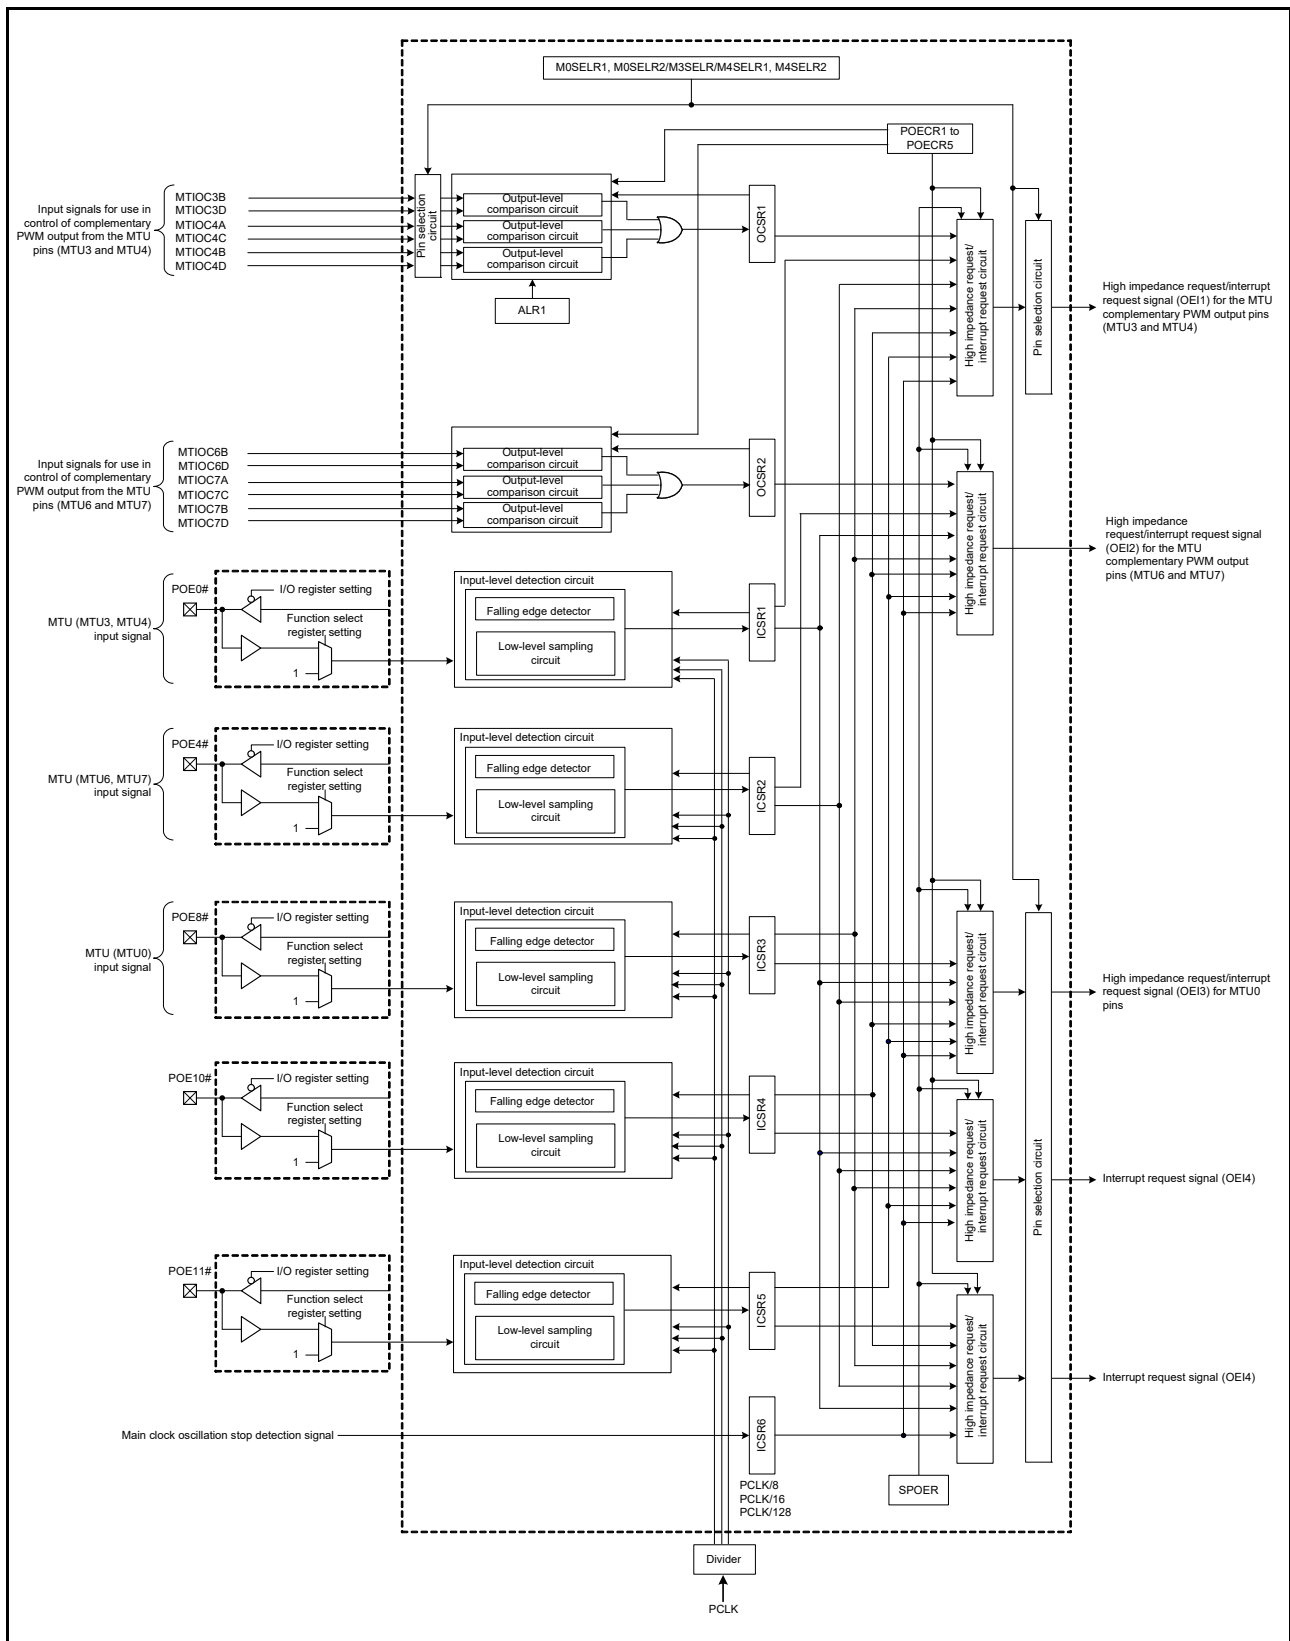 M0SELR1, M0SELR2/M3SELR/M4SELR1, M4SELR2
POECR1 to
POECR5
Input signals for use in
control of complementary
PWM output from the MTU
pins (MTU3 and MTU4)
MTIOC3B
MTIOC3D
MTIOC4A
MTIOC4C
MTIOC4B
MTIOC4D
Pin selection
circuit
Output-level
comparison circuit
Output-level
comparison circuit
Output-level
comparison circuit
ALR1
OCSR1
High impedance request/
interrupt request circuit
Pin selection circuit
High impedance request/interrupt
request signal (OEI1) for the MTU
complementary PWM output pins
(MTU3 and MTU4)
Input signals for use in
control of complementary
PWM output from the MTU
pins (MTU6 and MTU7)
MTIOC6B
MTIOC6D
MTIOC7A
MTIOC7C
MTIOC7B
MTIOC7D
Output-level comparison circuit
Output-level
comparison circuit
Output-level
comparison circuit
OCSR2
High impedance request/
interrupt request circuit
High impedance
request/interrupt request signal
(OEI2) for the MTU
complementary PWM output
pins (MTU6 and MTU7)
MTU (MTU3, MTU4)
input signal
POE0#
I/O register setting
Function select
register setting
1
Input-level detection circuit
Falling edge detector
Low-level sampling
circuit
ICSR1
MTU (MTU6, MTU7)
input signal
POE4#
I/O register setting
Function select
register setting
1
Input-level detection circuit
Falling edge detector
Low-level sampling
circuit
ICSR2
MTU (MTU0)
input signal
POE8#
I/O register setting
Function select
register setting
1
Input-level detection circuit
Falling edge detector
Low-level sampling
circuit
ICSR3
High impedance request/
interrupt request circuit
High impedance request/interrupt
request signal (OEI3) for MTU0
pins
POE10#
I/O register setting
Function select
register setting
1
Input-level detection circuit
Falling edge detector
Low-level sampling
circuit
ICSR4
High impedance request/
interrupt request circuit
Pin selection circuit
Interrupt request signal (OEI4)
POE11#
I/O register setting
Function select
register setting
1
Input-level detection circuit
Falling edge detector
Low-level sampling
circuit
ICSR5
High impedance request/
interrupt request circuit
Interrupt request signal (OEI4)
Main clock oscillation stop detection signal
ICSR6
PCLK/8
PCLK/16
PCLK/128
SPOER
Divider
PCLK